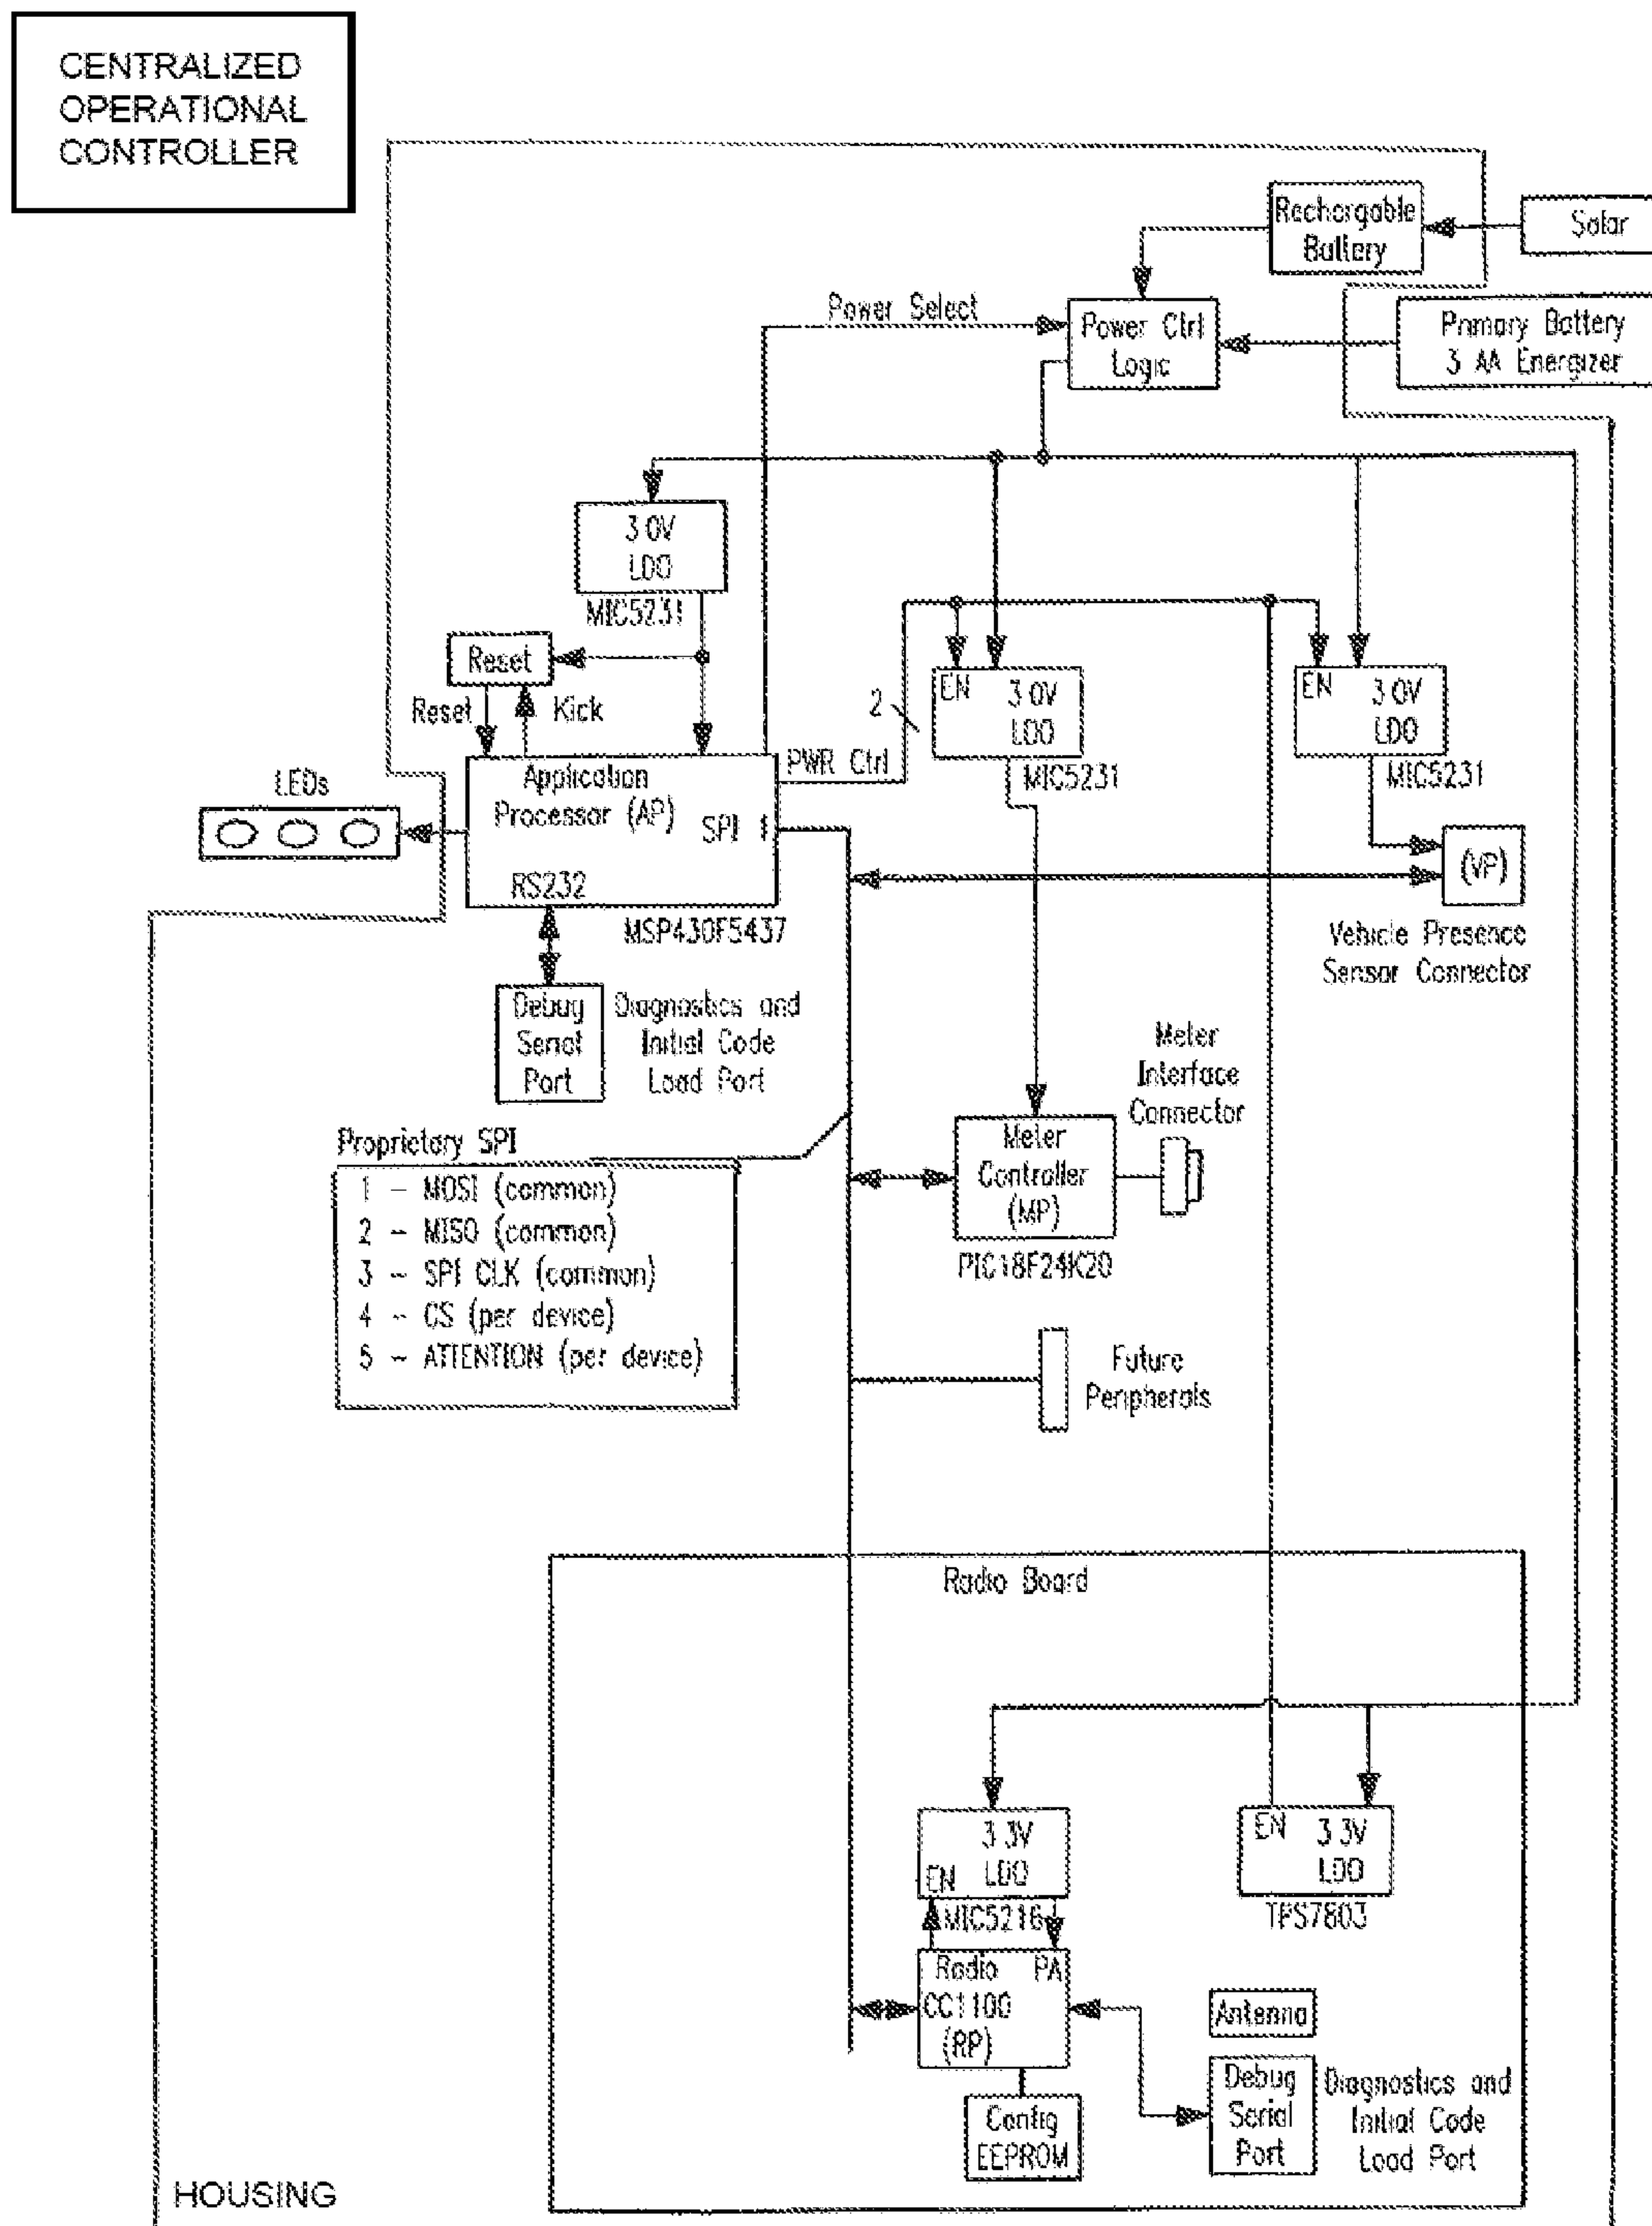 CENTRALIZED
OPERATIONAL
CONTROLLER
Rechargable
Battery
Solar
Power Select
Power Ctrl
Logic
Primary Battery
3 AA Energizer
3 0V
LDO
MIC5231
Reset
Reset
Kick
EN
3 0V
LDO
MIC5231
EN
3 0V
LDO
MIC5231
2
PWR Ctrl
LEDs
Application
Processor (AP)
SPI 1
RS232
MSP430F5437
(VP)
Vehicle Presence
Sensor Connector
Debug
Serial
Port
Diagnostics and
Initial Code
Load Port
Meter
Interface
Connector
Meter
Controller
(MP)
PIC18F24K20
Proprietary SPI
1 – MOSI (common)
2 – MISO (common)
3 – SPI CLK (common)
4 – CS (per device)
5 – ATTENTION (per device)
Future
Peripherals
Radio Board
3 3V
LDO
EN
MIC5216
EN
3 3V
LDO
TPS7803
Radio
PA
CC1100
(RP)
Antenna
Config
EEPROM
Debug
Serial
Port
Diagnostics and
Initial Code
Load Port
HOUSING